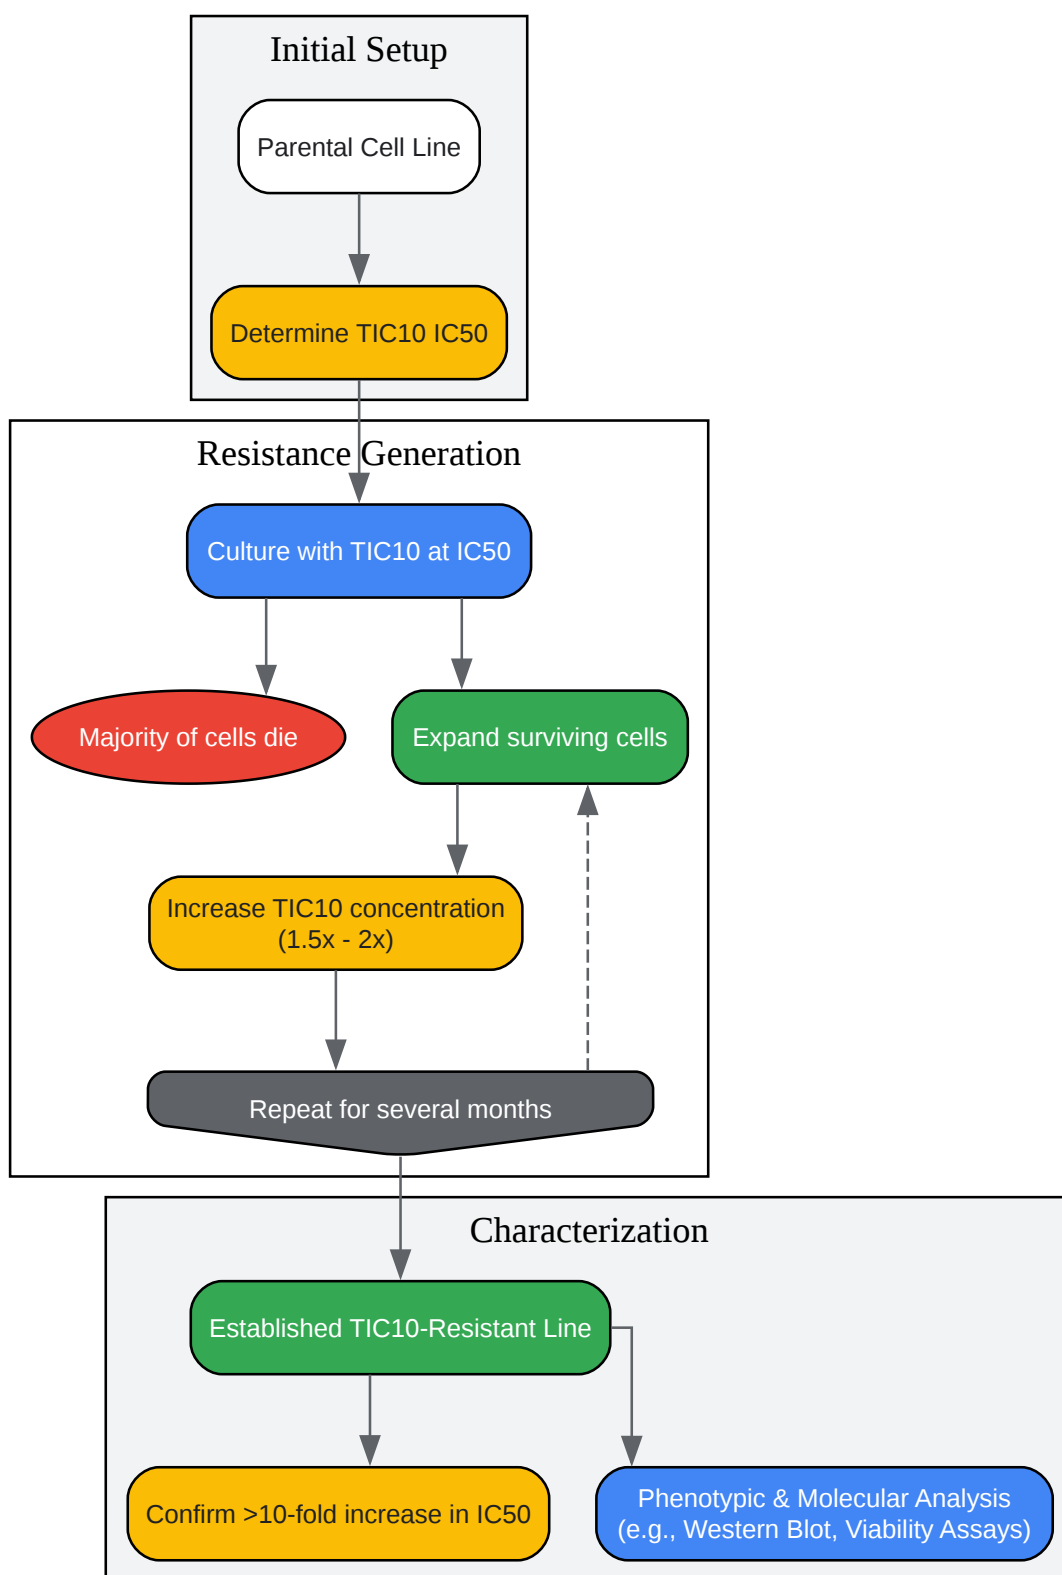 Initial Setup
Parental Cell Line
Determine TIC10 IC50
Resistance Generation
Culture with TIC10 at IC50
Majority of cells die
Expand surviving cells
Increase TIC10 concentration
(1.5x - 2x)
Repeat for several months
Characterization
Established TIC10-Resistant Line
Confirm >10-fold increase in IC50
Phenotypic & Molecular Analysis
(e.g., Western Blot, Viability Assays)